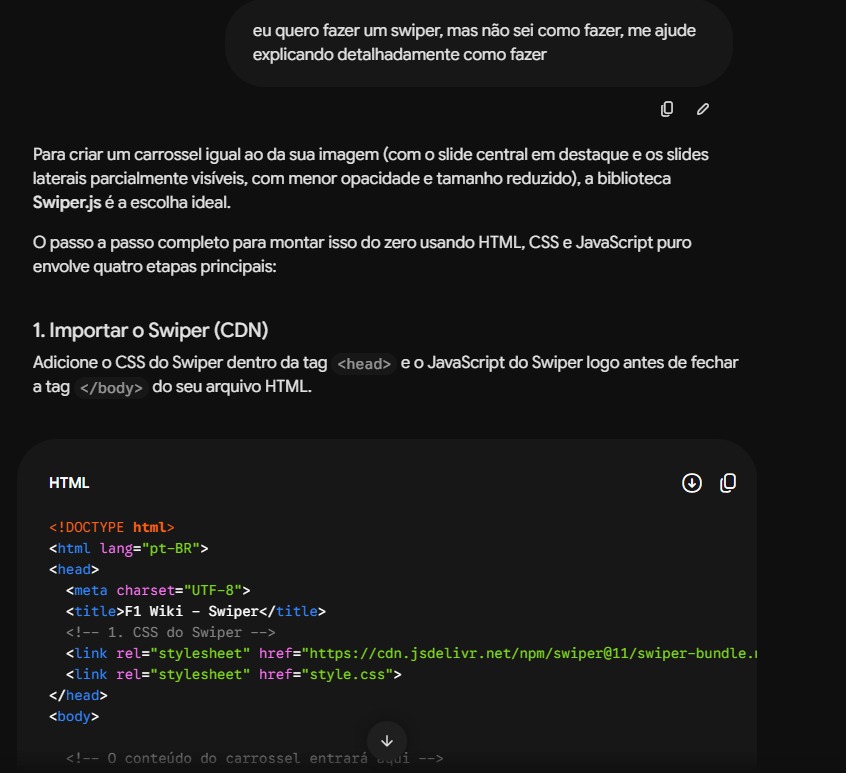 eu quero fazer um swiper, mas não sei como fazer, me ajude
explicando detalhadamente como fazer
Para criar um carrossel igual ao da sua imagem (com o slide central em destaque e os slides
laterais parcialmente visíveis, com menor opacidade e tamanho reduzido), a biblioteca
Swiper.js é a escolha ideal.
O passo a passo completo para montar isso do zero usando HTML, CSS e JavaScript puro
envolve quatro etapas principais:
1. Importar o Swiper (CDN)
Adicione o CSS do Swiper dentro da tag <head> e o JavaScript do Swiper logo antes de fechar
a tag </body> do seu arquivo HTML.
HTML
<!DOCTYPE html>
<html lang="pt-BR">
<head>
  <meta charset="UTF-8">
  <title>F1 Wiki - Swiper</title>
  <!-- 1. CSS do Swiper -->
  <link rel="stylesheet" href="https://cdn.jsdelivr.net/npm/swiper@11/swiper-bundle.
  <link rel="stylesheet" href="style.css">
</head>
<body>
  <!-- O conteúdo do carrossel entrará aqui -->